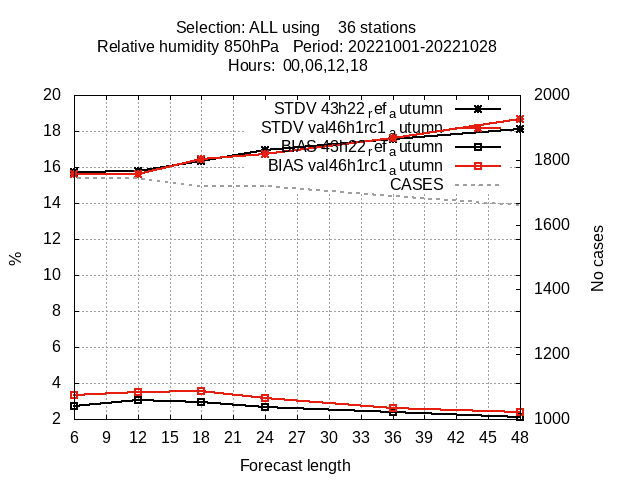 Selection: ALL using    36 stations
Relative humidity 850hPa   Period: 20221001-20221028
Hours: 00,06,12,18
STDV 43h22_ref_autumn
STDV val46h1rc1_autumn
BIAS 43h22_ref_autumn
BIAS val46h1rc1_autumn
CASES
20
18
16
14
12
10
8
6
4
2
%
2000
1800
1600
1400
1200
1000
No cases
6 9 12 15 18 21 24 27 30 33 36 39 42 45 48
Forecast length